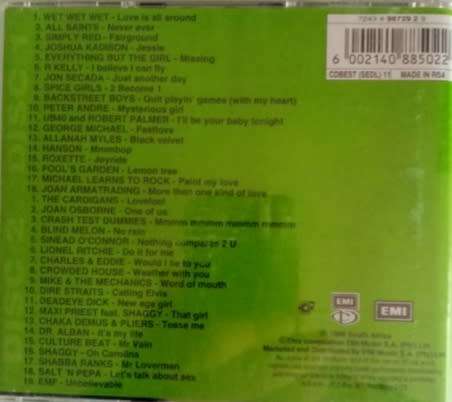 1. WET WET WET - Love is all around
2. ALL SAINTS - Never ever
3. SIMPLY RED - Fairground
4. JOSHUA KADISON - Jessie
5. EVERYTHING BUT THE GIRL - Missing
6. R KELLY - I believe I can fly
7. JON SECADA - Just another day
8. SPICE GIRLS - 2 Become 1
9. BACKSTREET BOYS - Quit playin' games (with my heart)
10. PETER ANDRE - Mysterious girl
11. UB40 and ROBERT PALMER - I'll be your baby tonight
12. GEORGE MICHAEL - Fastlove
13. ALLANAH MYLES - Black velvet
14. HANSON - Mmmbop
15. ROXETTE - Joyride
16. FOOL'S GARDEN - Lemon tree
17. MICHAEL LEARNS TO ROCK - Paint my love
18. JOAN ARMATRADING - More than one kind of love
1. THE CARDIGANS - Lovefool
2. JOAN OSBORNE - One of us
3. CRASH TEST DUMMIES - Mmmm mmmm mmmm mmmm
4. BLIND MELON - No rain
5. SINEAD O'CONNOR - Nothing compares 2 U
6. LIONEL RITCHIE - Do it for me
7. CHARLES & EDDIE - Would I lie to you
8. CROWDED HOUSE - Weather with you
9. MIKE & THE MECHANICS - Word of mouth
10. DIRE STRAITS - Calling Elvis
11. DEADEYE DICK - New age girl
12. MAXI PRIEST feat. SHAGGY - That girl
13. CHAKA DEMUS & PLIERS - Tease me
14. DR. ALBAN - It's my life
15. CULTURE BEAT - Mr Vain
16. SHAGGY - Oh Carolina
17. SHABBA RANKS - Mr Loverman
18. SALT 'N PEPA - Let's talk about sex
19. EMF - Unbelievable
6 002140 885022
COBEST (SEDL) 11 MADE IN RSA
EMI
EMI
South Africa